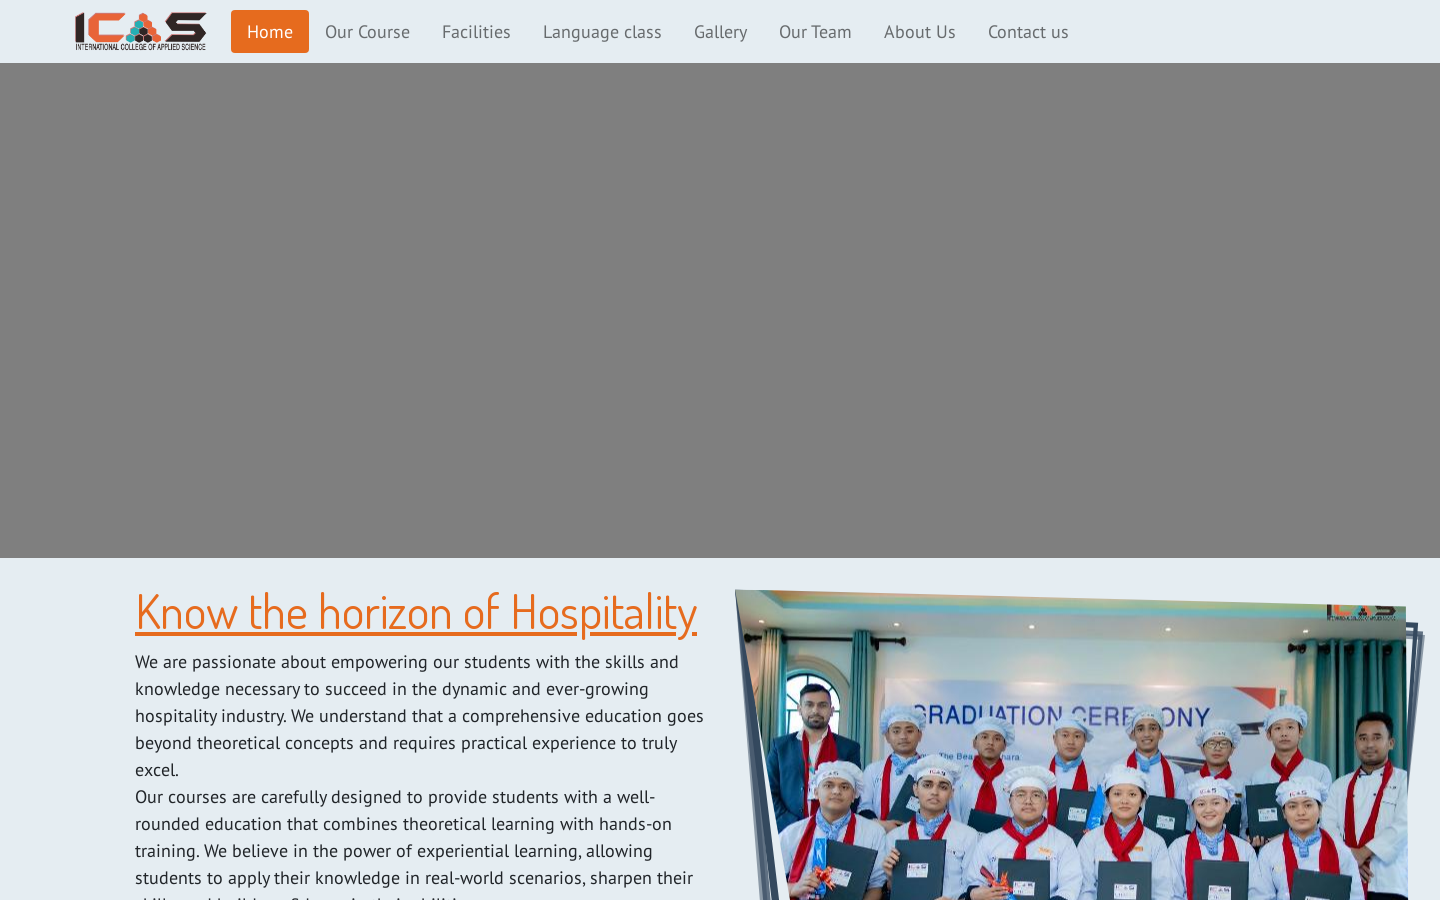 ICAS
INTERNATIONAL COLLEGE OF APPLIED SCIENCE
Home
Our Course
Facilities
Language class
Gallery
Our Team
About Us
Contact us
Know the horizon of Hospitality
We are passionate about empowering our students with the skills and
knowledge necessary to succeed in the dynamic and ever-growing
hospitality industry. We understand that a comprehensive education goes
beyond theoretical concepts and requires practical experience to truly
excel.
Our courses are carefully designed to provide students with a well-
rounded education that combines theoretical learning with hands-on
training. We believe in the power of experiential learning, allowing
students to apply their knowledge in real-world scenarios, sharpen their
ICAS
GRADUATION CEREMONY
The